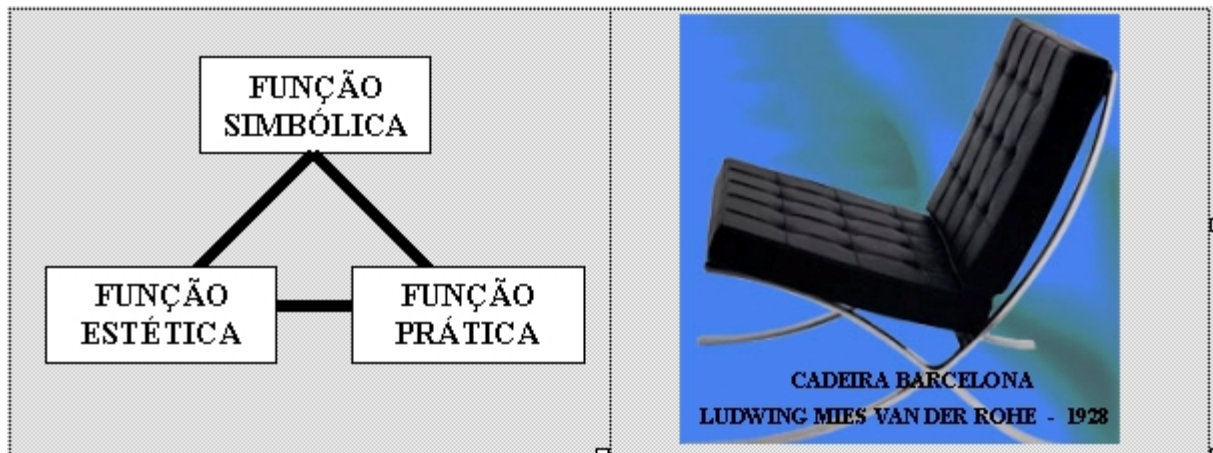 FUNÇÃO
SIMBÓLICA
FUNÇÃO
ESTÉTICA
FUNÇÃO
PRÁTICA
CADEIRA BARCELONA
LUDWING MIES VAN DER ROHE - 1928